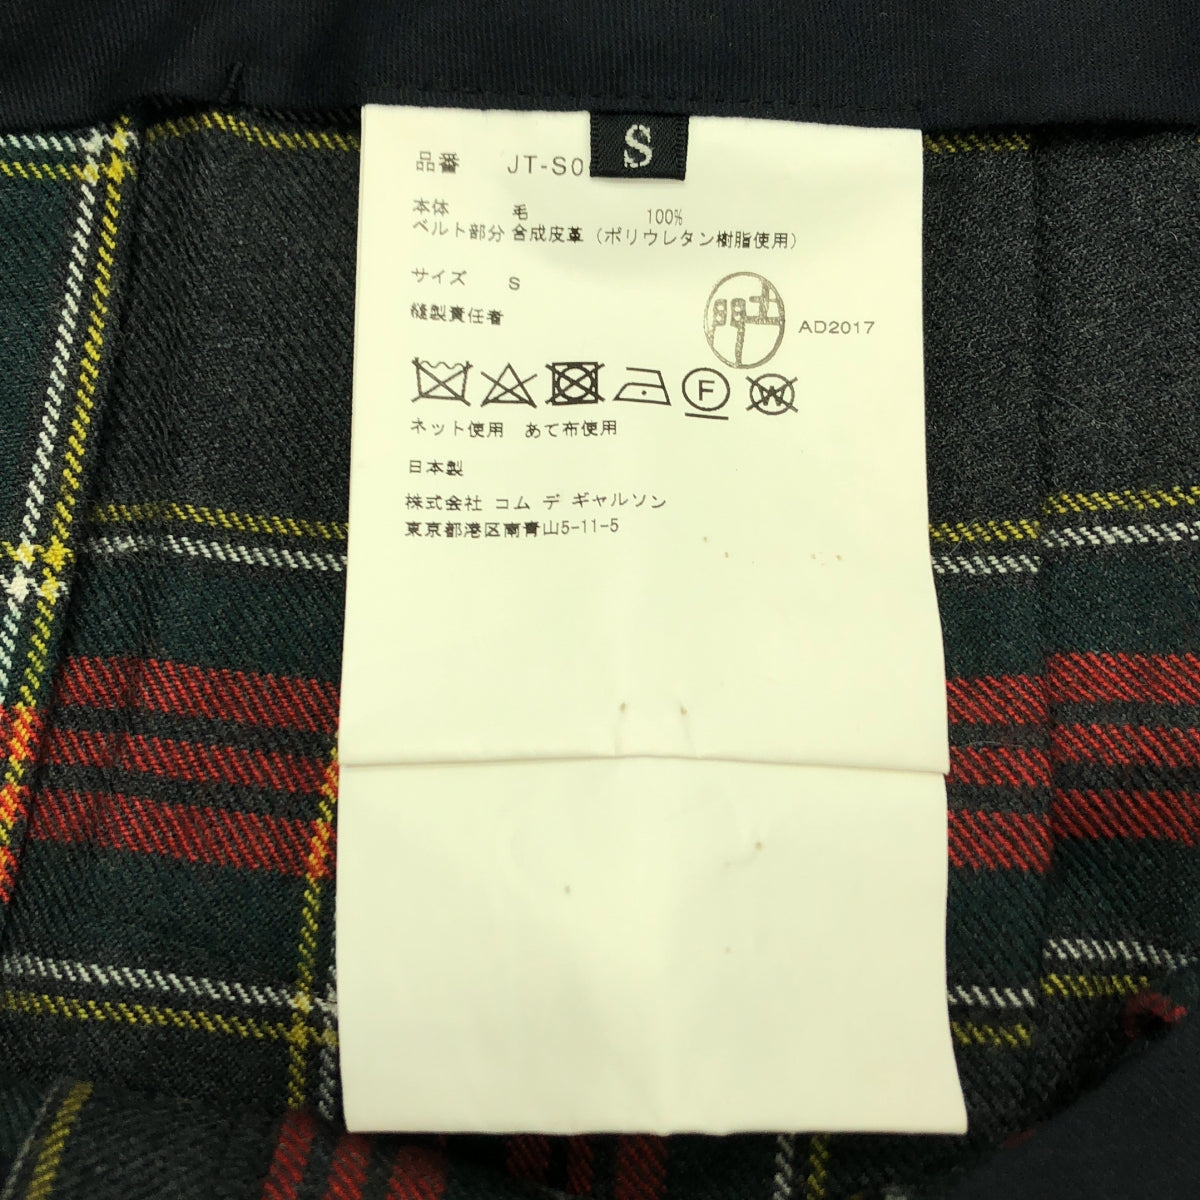 S
品番 JT-S0
本体 毛 100%
ベルト部分 合成皮革 (ポリウレタン樹脂使用)
サイズ S
縫製責任者
AD2017
F W
ネット使用 あて布使用
日本製
株式会社 コム デ ギャルソン
東京都港区南青山5-11-5